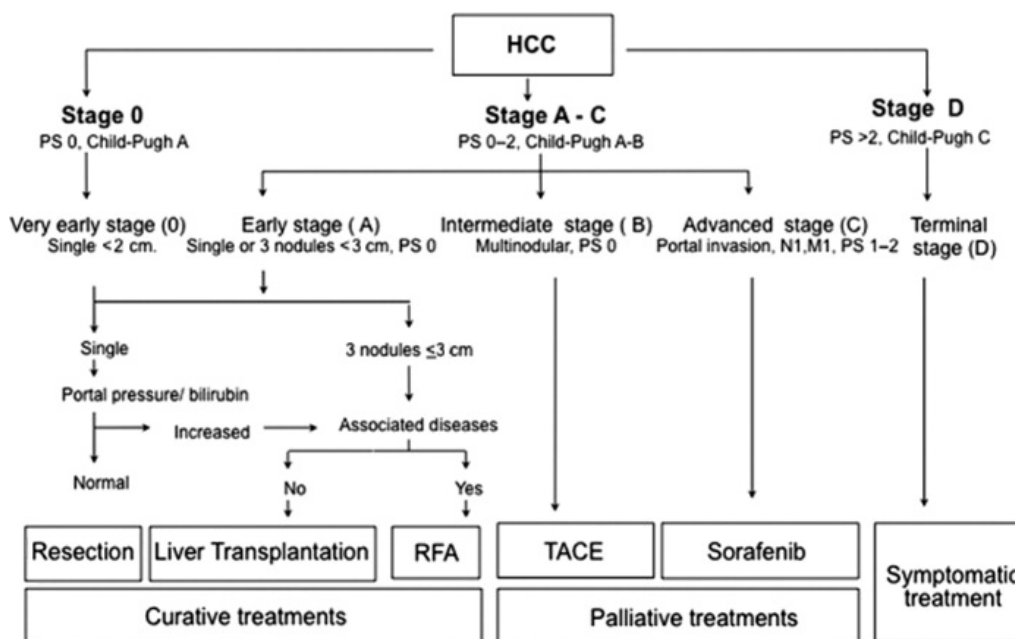 HCC
Stage 0
PS 0, Child-Pugh A
Stage A - C
PS 0–2, Child-Pugh A-B
Stage D
PS >2, Child-Pugh C
Very early stage (0)
Single <2 cm.
Early stage ( A)
Single or 3 nodules <3 cm, PS 0
Intermediate stage ( B)
Multinodular, PS 0
Advanced stage (C)
Portal invasion, N1,M1, PS 1–2
Terminal
stage (D)
Single
3 nodules ≤3 cm
Portal pressure/ bilirubin
Increased
Associated diseases
Normal
No
Yes
Resection
Liver Transplantation
RFA
TACE
Sorafenib
Symptomatic
treatment
Curative treatments
Palliative treatments